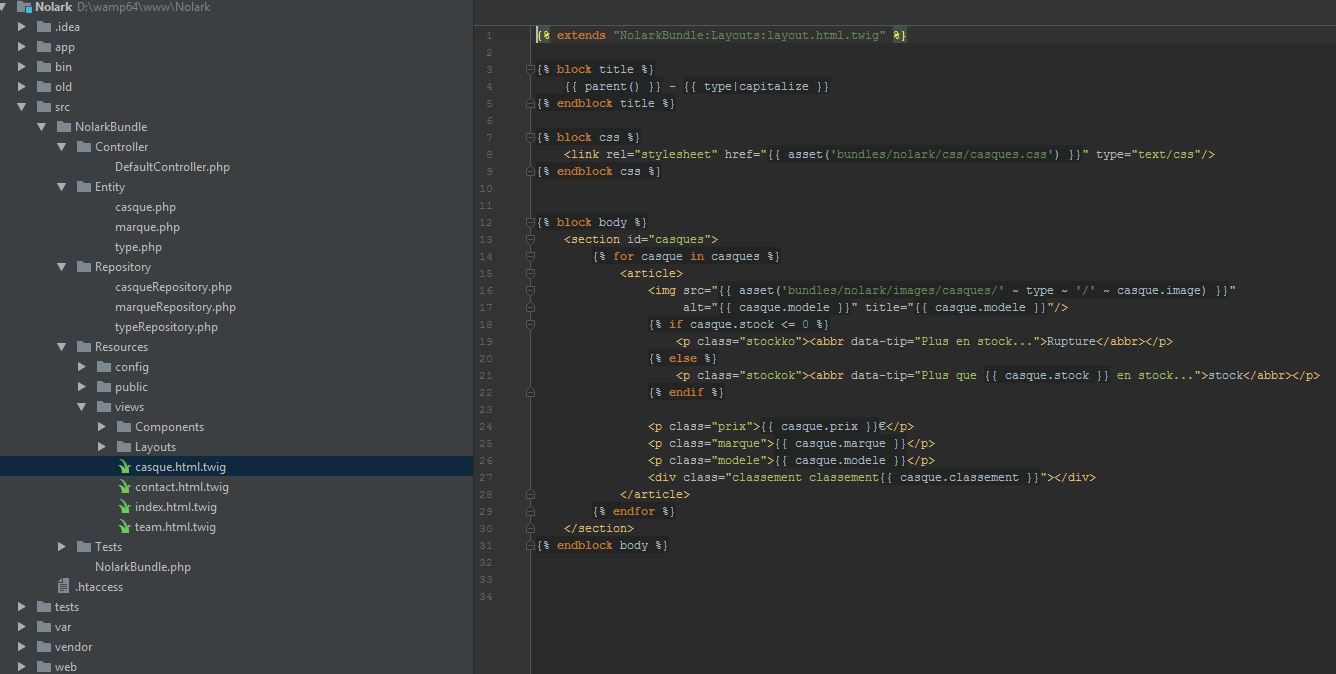 Nolark D:\wamp64\www\Nolark
.idea
app
bin
old
src
NolarkBundle
Controller
DefaultController.php
Entity
casque.php
marque.php
type.php
Repository
casqueRepository.php
marqueRepository.php
typeRepository.php
Resources
config
public
views
Components
Layouts
casque.html.twig
contact.html.twig
index.html.twig
team.html.twig
Tests
NolarkBundle.php
.htaccess
tests
var
vendor
web
1 {% extends "NolarkBundle:Layouts:layout.html.twig" %}
2
3 {% block title %}
4     {{ parent() }} - {{ type|capitalize }}
5 {% endblock title %}
6
7 {% block css %}
8     <link rel="stylesheet" href="{{ asset('bundles/nolark/css/casques.css') }}" type="text/css"/>
9 {% endblock css %}
10
11
12 {% block body %}
13     <section id="casques">
14         {% for casque in casques %}
15             <article>
16                 <img src="{{ asset('bundles/nolark/images/casques/' ~ type ~ '/' ~ casque.image) }}"
17                      alt="{{ casque.modele }}" title="{{ casque.modele }}"/>
18                 {% if casque.stock <= 0 %}
19                     <p class="stockko"><abbr data-tip="Plus en stock...">Rupture</abbr></p>
20                 {% else %}
21                     <p class="stockok"><abbr data-tip="Plus que {{ casque.stock }} en stock...">stock</abbr></p>
22                 {% endif %}
23
24                 <p class="prix">{{ casque.prix }}€</p>
25                 <p class="marque">{{ casque.marque }}</p>
26                 <p class="modele">{{ casque.modele }}</p>
27                 <div class="classement classement{{ casque.classement }}"></div>
28             </article>
29         {% endfor %}
30     </section>
31 {% endblock body %}
32
33
34